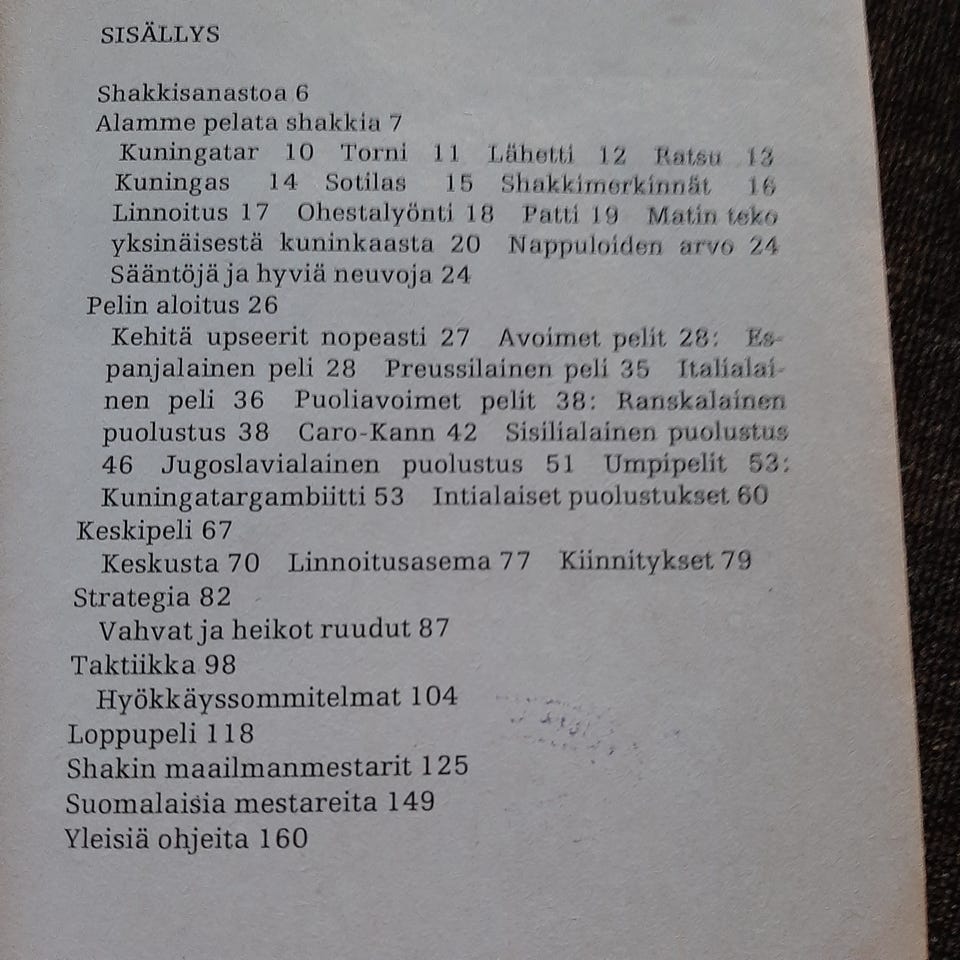 SISÄLLYS
Shakkisanastoa 6
Alamme pelata shakkia 7
Kuningatar 10 Torni 11 Lähetti 12 Ratsu 13
Kuningas 14 Sotilas 15 Shakkimerkinnät 16
Linnoitus 17 Ohestalyönti 18 Patti 19 Matin teko
yksinäisestä kuninkaasta 20 Nappuloiden arvo 24
Sääntöjä ja hyviä neuvoja 24
Pelin aloitus 26
Kehitä upseerit nopeasti 27 Avoimet pelit 28: Es-
panjalainen peli 28 Preussilainen peli 35 Italialai-
nen peli 36 Puoliavoimet pelit 38: Ranskalainen
puolustus 38 Caro-Kann 42 Sisilialainen puolustus
46 Jugoslavialainen puolustus 51 Umpipelit 53:
Kuningatargambiitti 53 Intialaiset puolustukset 60
Keskipeli 67
Keskusta 70 Linnoitusasema 77 Kiinnitykset 79
Strategia 82
Vahvat ja heikot ruudut 87
Taktiikka 98
Hyökkäyssommitelmat 104
Loppupeli 118
Shakin maailmanmestarit 125
Suomalaisia mestareita 149
Yleisiä ohjeita 160